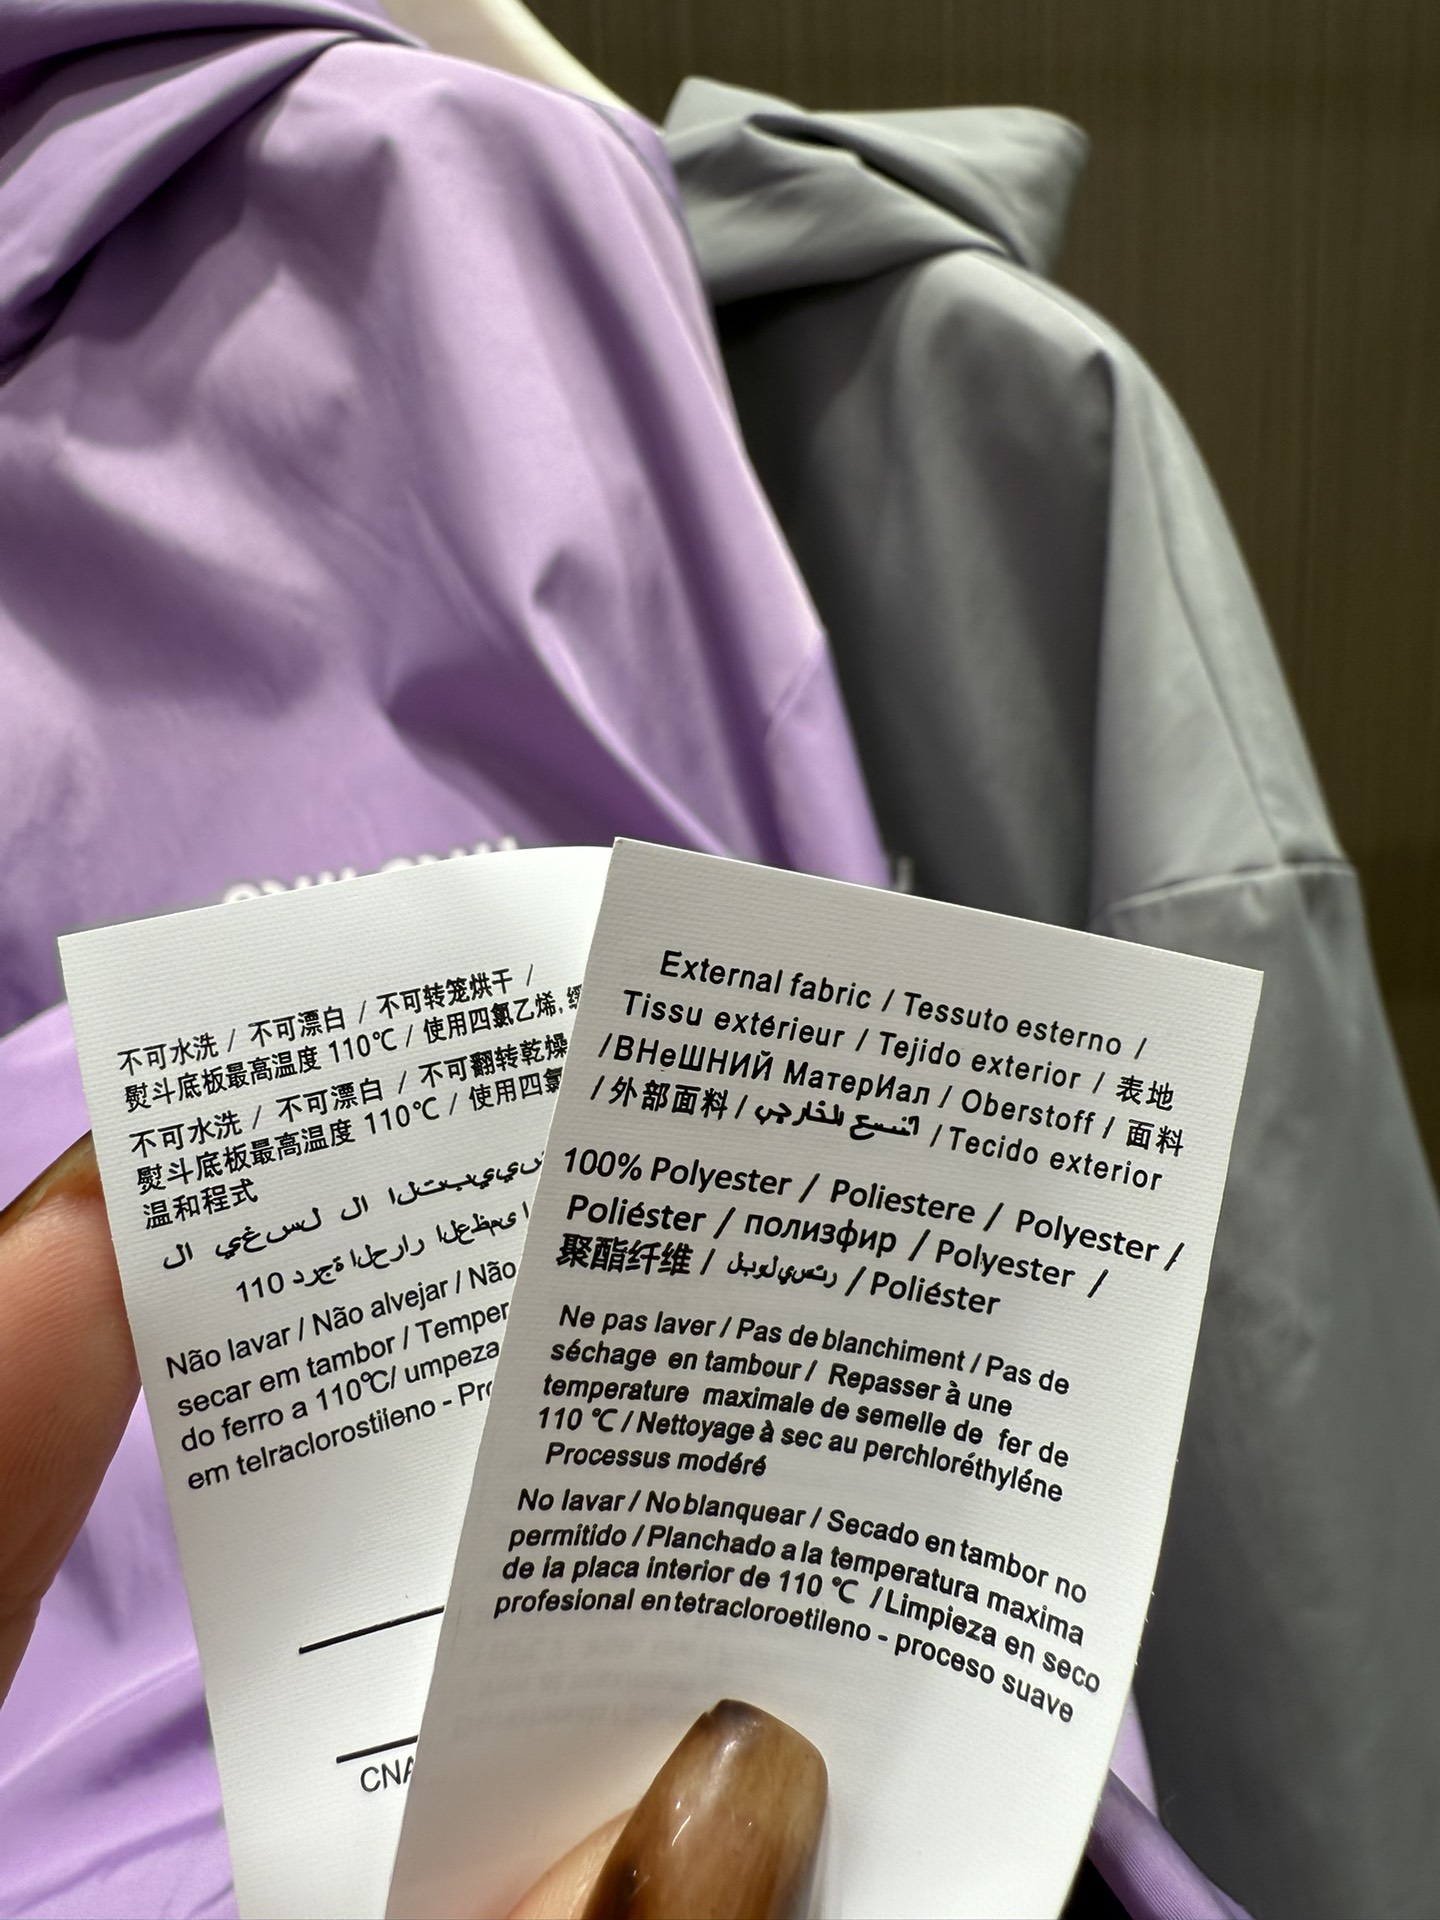 不可水洗 / 不可漂白 / 不可转笼烘干 /
熨斗底板最高温度 110℃ / 使用四氯乙烯,缓
不可水洗 / 不可漂白 / 不可翻转乾燥
熨斗底板最高温度 110℃ / 使用四氯
温和程式
110
Não lavar / Não alvejar / Não
secar em tambor / Temper
do ferro a 110℃/ umpeza
em telraclorostiieno - Pro
CNA
External fabric / Tessuto esterno /
Tissu extérieur / Tejido exterior / 表地
/ВНеШНИЙ МатерИал / Oberstoff / 面料
/ 外部面料 / / Tecido exterior
100% Polyester / Poliestere / Polyester /
Poliéster / полизфир / Polyester /
聚酯纤维 / / Poliéster
Ne pas laver / Pas de blanchiment / Pas de
séchage en tambour / Repasser à une
temperature maximale de semelle de fer de
110 ℃ / Nettoyage à sec au perchloréthyléne
Processus modéré
No lavar / No blanquear / Secado en tambor no
permitido / Planchado a la temperatura maxima
de la placa interior de 110 ℃ / Limpieza en seco
profesional en tetracloroetileno - proceso suave